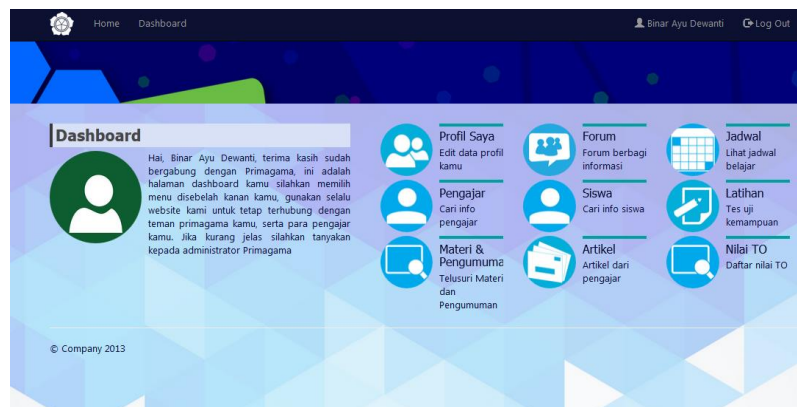 Home Dashboard Binar Ayu Dewanti Log Out
Dashboard
Hai, Binar Ayu Dewanti, terima kasih sudah
bergabung dengan Primagama, ini adalah
halaman dashboard kamu silahkan memilih
menu disebelah kanan kamu, gunakan selalu
website kami untuk tetap terhubung dengan
teman primagama kamu, serta para pengajar
kamu. Jika kurang jelas silahkan tanyakan
kepada administrator Primagama
Profil Saya
Edit data profil
kamu
Forum
Forum berbagi
informasi
Jadwal
Lihat jadwal
belajar
Pengajar
Cari info
pengajar
Siswa
Cari info siswa
Latihan
Tes uji
kemampuan
Materi &
Pengumuma
Telusuri Materi
dan
Pengumuman
Artikel
Artikel dari
pengajar
Nilai TO
Daftar nilai TO
© Company 2013